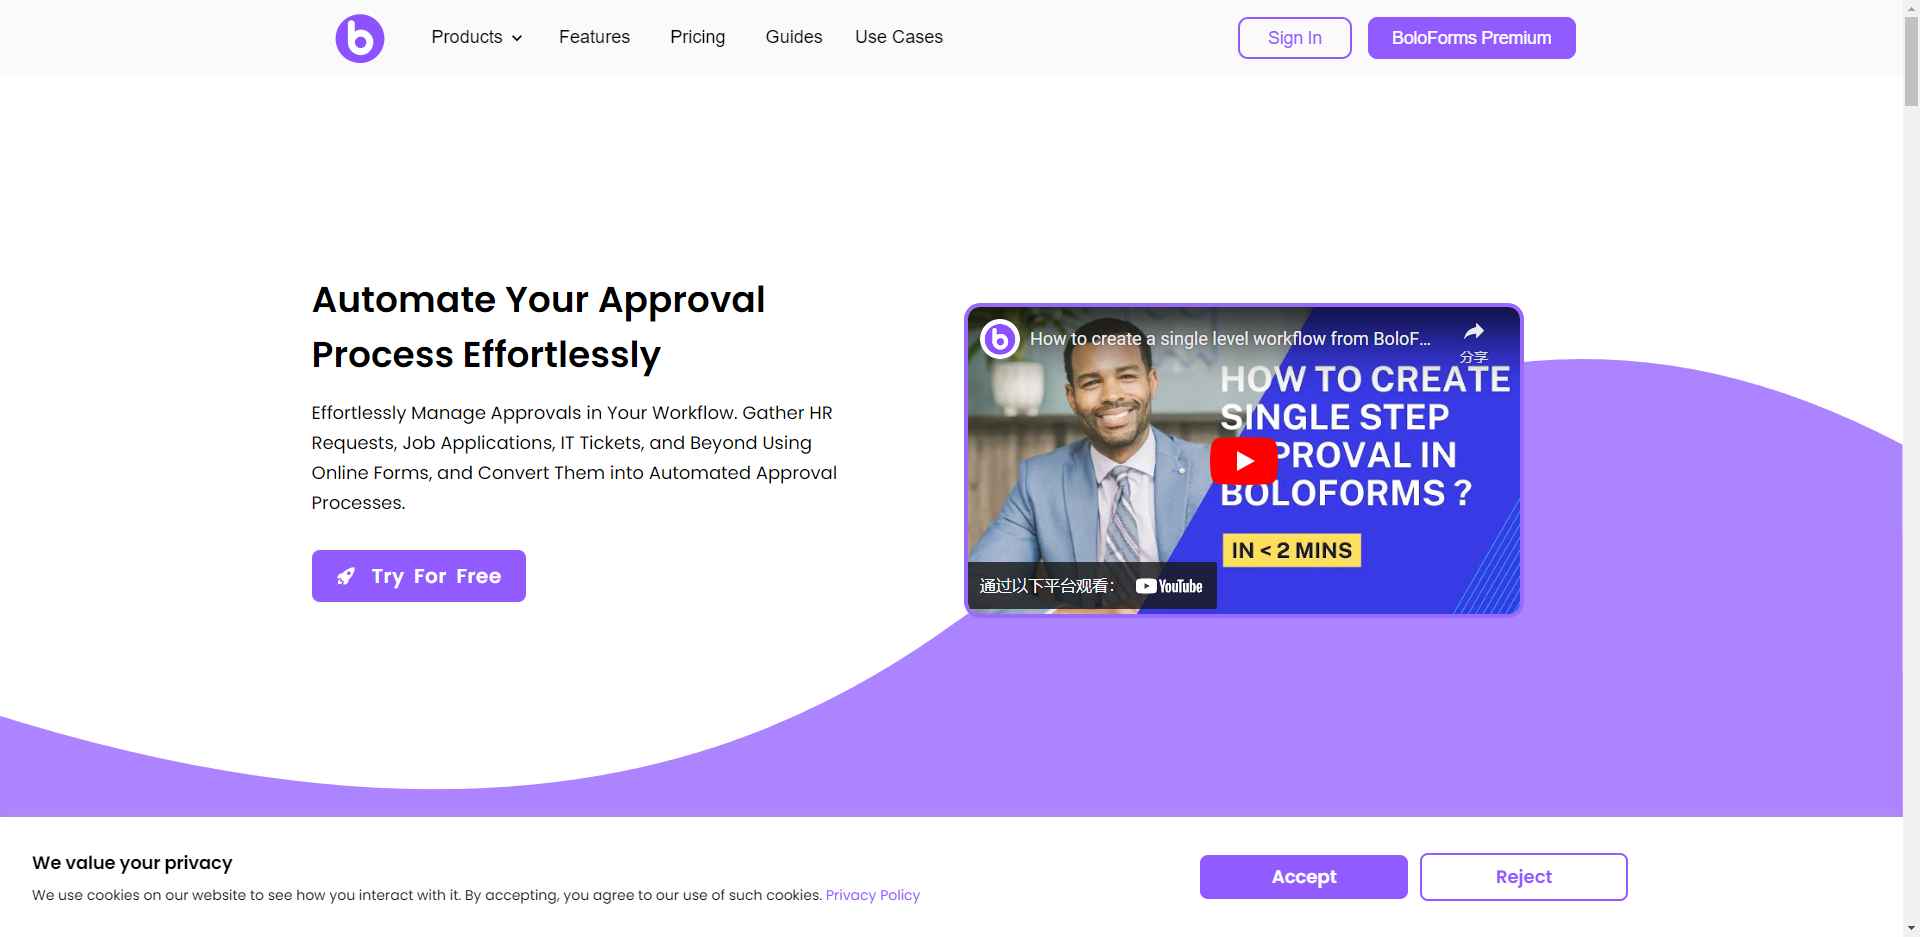 Products
Features
Pricing
Guides
Use Cases
Sign In
BoloForms Premium
Automate Your Approval
Process Effortlessly
Effortlessly Manage Approvals in Your Workflow. Gather HR
Requests, Job Applications, IT Tickets, and Beyond Using
Online Forms, and Convert Them into Automated Approval
Processes.
Try For Free
How to create a single level workflow from BoloF...
分享
HOW TO CREATE
SINGLE STEP
PROVAL IN
BOLOFORMS ?
IN < 2 MINS
通过以下平台观看：
YouTube
We value your privacy
We use cookies on our website to see how you interact with it. By accepting, you agree to our use of such cookies. Privacy Policy
Accept
Reject